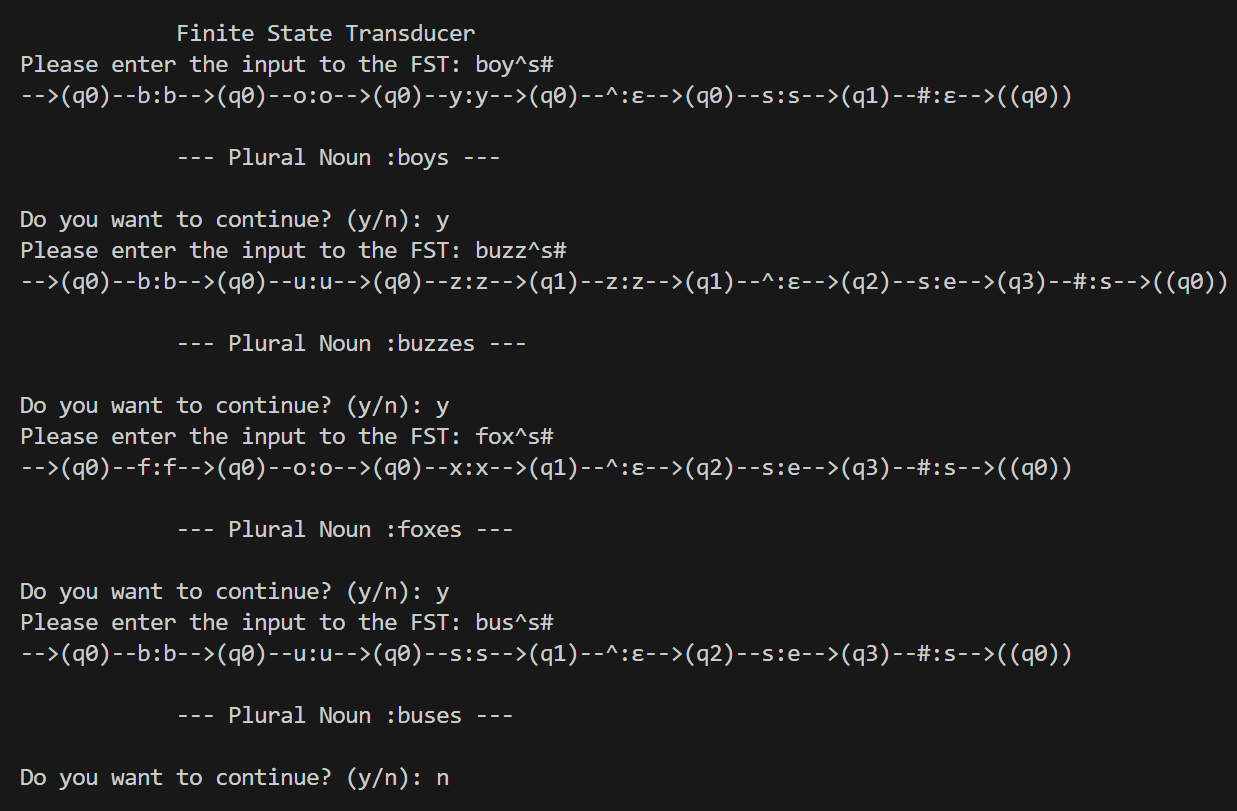 Finite State Transducer
Please enter the input to the FST: boy^s#
-->(q0)--b:b-->(q0)--o:o-->(q0)--y:y-->(q0)--^:ε-->(q0)--s:s-->(q1)--#:ε-->((q0))
--- Plural Noun :boys ---
Do you want to continue? (y/n): y
Please enter the input to the FST: buzz^s#
-->(q0)--b:b-->(q0)--u:u-->(q0)--z:z-->(q1)--z:z-->(q1)--^:ε-->(q2)--s:e-->(q3)--#:s-->((q0))
--- Plural Noun :buzzes ---
Do you want to continue? (y/n): y
Please enter the input to the FST: fox^s#
-->(q0)--f:f-->(q0)--o:o-->(q0)--x:x-->(q1)--^:ε-->(q2)--s:e-->(q3)--#:s-->((q0))
--- Plural Noun :foxes ---
Do you want to continue? (y/n): y
Please enter the input to the FST: bus^s#
-->(q0)--b:b-->(q0)--u:u-->(q0)--s:s-->(q1)--^:ε-->(q2)--s:e-->(q3)--#:s-->((q0))
--- Plural Noun :buses ---
Do you want to continue? (y/n): n